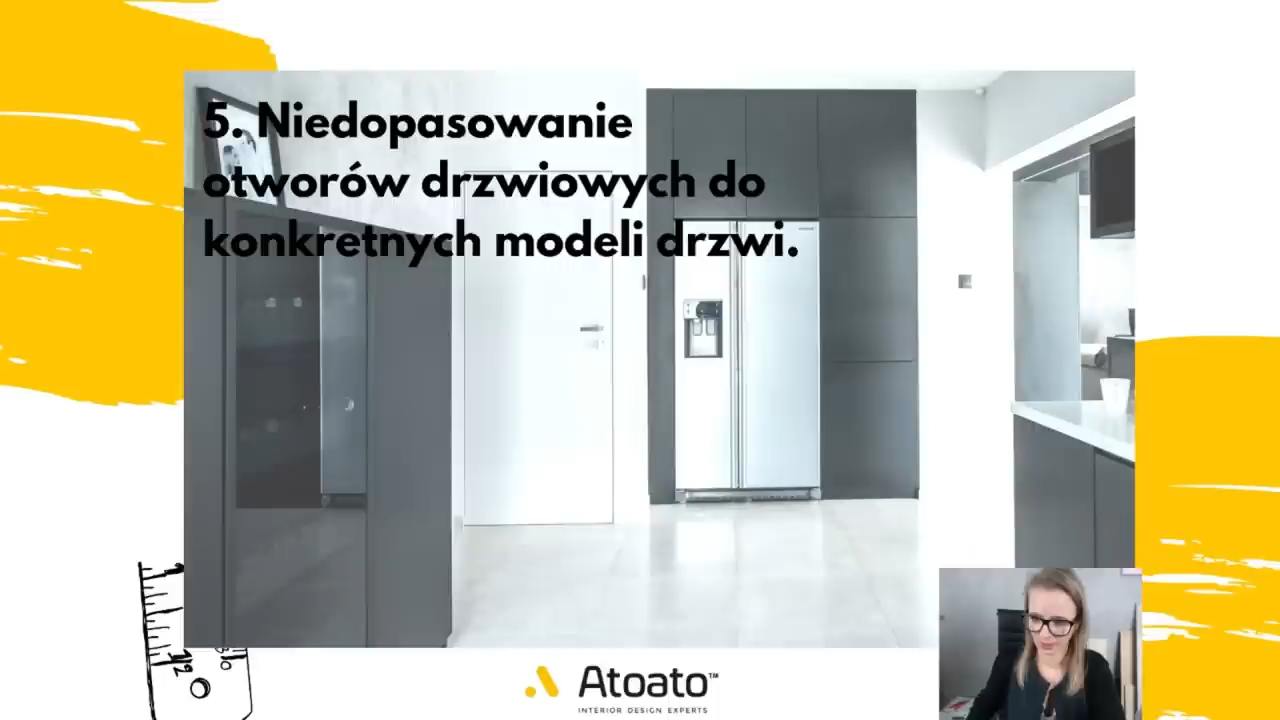 5. Niedopasowanie
otworów drzwiowych do
konkretnych modeli drzwi.
Atoato™
INTERIOR DESIGN EXPERTS